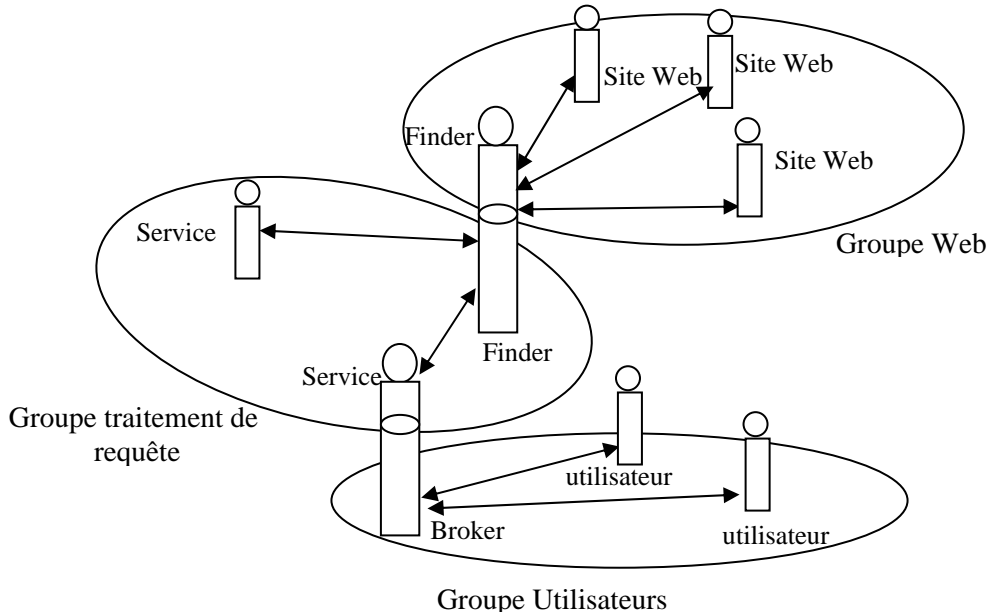 Site Web
Site Web
Finder
Site Web
Service
Groupe Web
Finder
Service
Groupe traitement de
requête
utilisateur
Broker
utilisateur
Groupe Utilisateurs